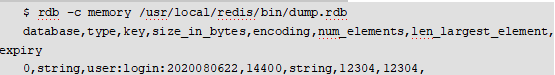 $ rdb -c memory /usr/local/redis/bin/dump.rdb
database,type,key,size_in_bytes,encoding,num_elements,len_largest_element,
expiry
0,string,user:login:2020080622,14400,string,12304,12304,